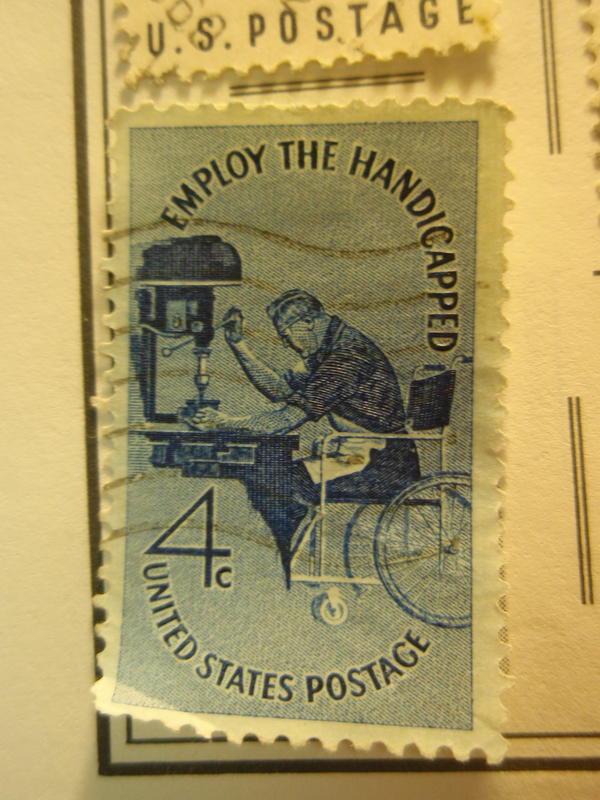 U.S. POSTAGE
EMPLOY THE HANDICAPPED
4c
UNITED STATES POSTAGE